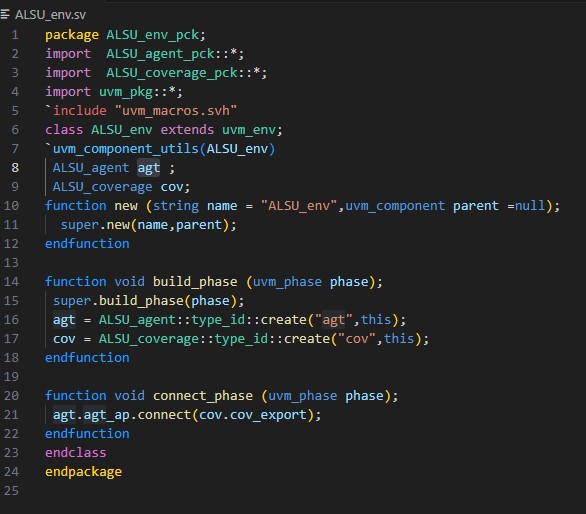 ALSU_env.sv
1 package ALSU_env_pck;
2 import  ALSU_agent_pck::*;
3 import  ALSU_coverage_pck::*;
4 import uvm_pkg::*;
5 `include "uvm_macros.svh"
6 class ALSU_env extends uvm_env;
7 `uvm_component_utils(ALSU_env)
8  ALSU_agent agt ;
9  ALSU_coverage cov;
10 function new (string name = "ALSU_env",uvm_component parent =null);
11   super.new(name,parent);
12 endfunction
13
14 function void build_phase (uvm_phase phase);
15  super.build_phase(phase);
16  agt = ALSU_agent::type_id::create("agt",this);
17  cov = ALSU_coverage::type_id::create("cov",this);
18 endfunction
19
20 function void connect_phase (uvm_phase phase);
21  agt.agt_ap.connect(cov.cov_export);
22 endfunction
23 endclass
24 endpackage
25